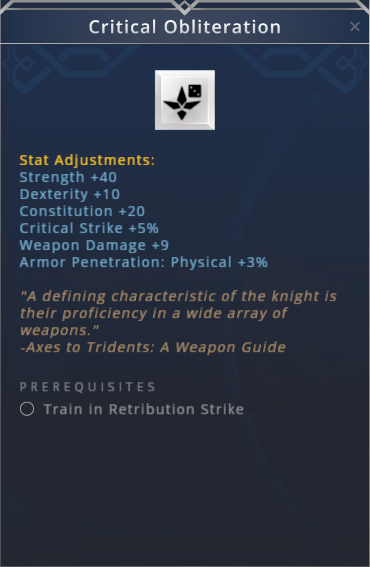 Critical Obliteration
Stat Adjustments:
Strength +40
Dexterity +10
Constitution +20
Critical Strike +5%
Weapon Damage +9
Armor Penetration: Physical +3%
"A defining characteristic of the knight is
their proficiency in a wide array of
weapons."
-Axes to Tridents: A Weapon Guide
PREREQUISITES
Train in Retribution Strike